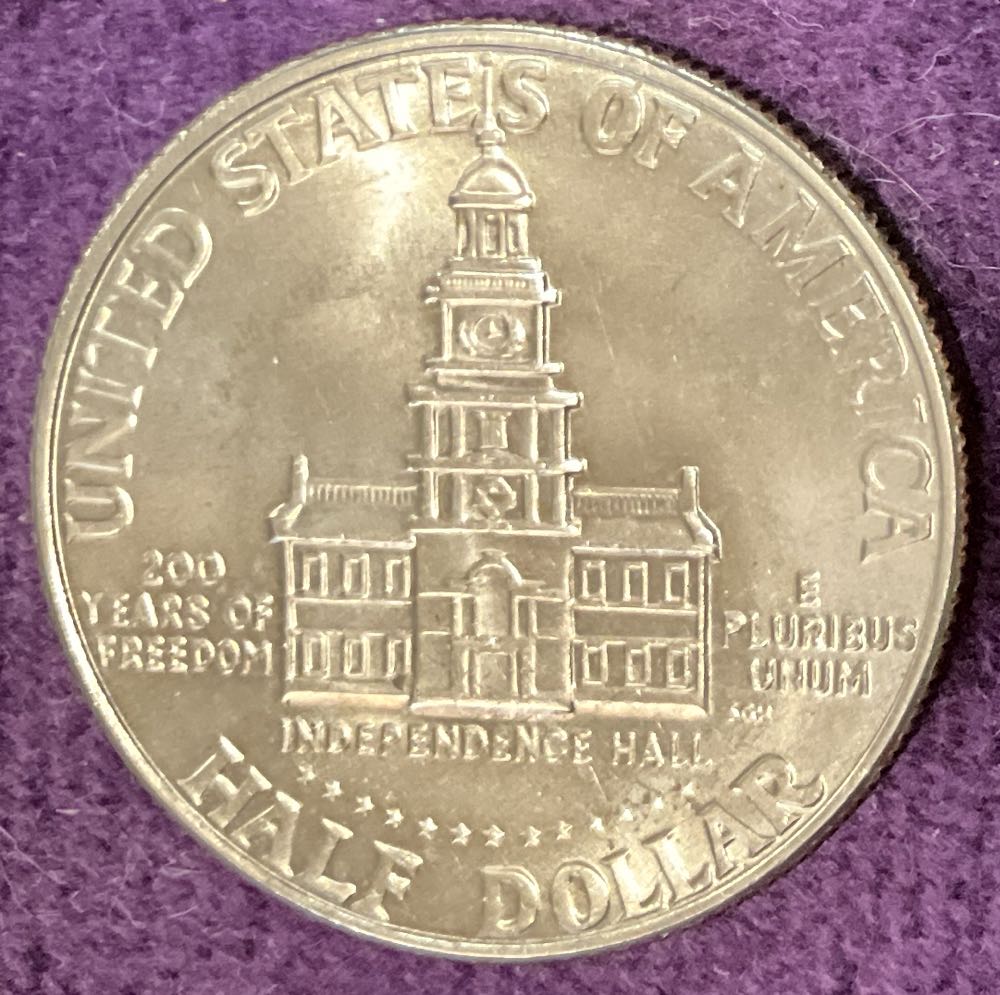 UNITED STATES OF AMERICA
200
YEARS OF
FREEDOM
E
PLURIBUS
UNUM
INDEPENDENCE HALL
HALF DOLLAR